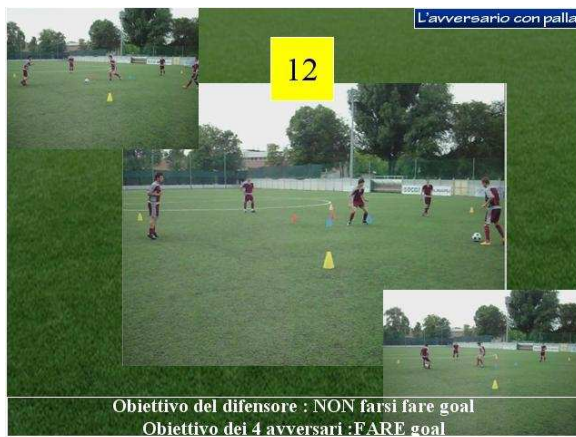 L'avversario con palla
12
Obiettivo del difensore : NON farsi fare goal
Obiettivo dei 4 avversari :FARE goal